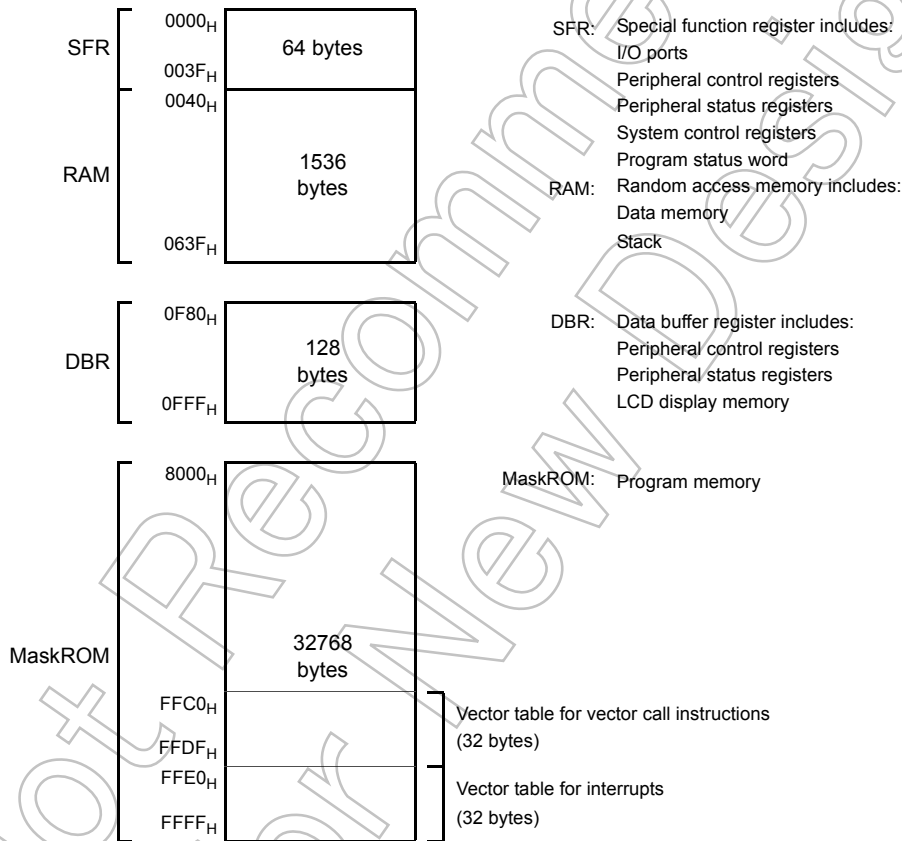 0000H
SFR
64 bytes
003FH
0040H
RAM
1536
bytes
063FH
SFR: Special function register includes:
I/O ports
Peripheral control registers
Peripheral status registers
System control registers
Program status word
RAM: Random access memory includes:
Data memory
Stack
0F80H
DBR
128
bytes
0FFFH
DBR: Data buffer register includes:
Peripheral control registers
Peripheral status registers
LCD display memory
8000H
MaskROM: Program memory
MaskROM
32768
bytes
FFC0H
FFDFH
Vector table for vector call instructions
(32 bytes)
FFE0H
FFFFH
Vector table for interrupts
(32 bytes)